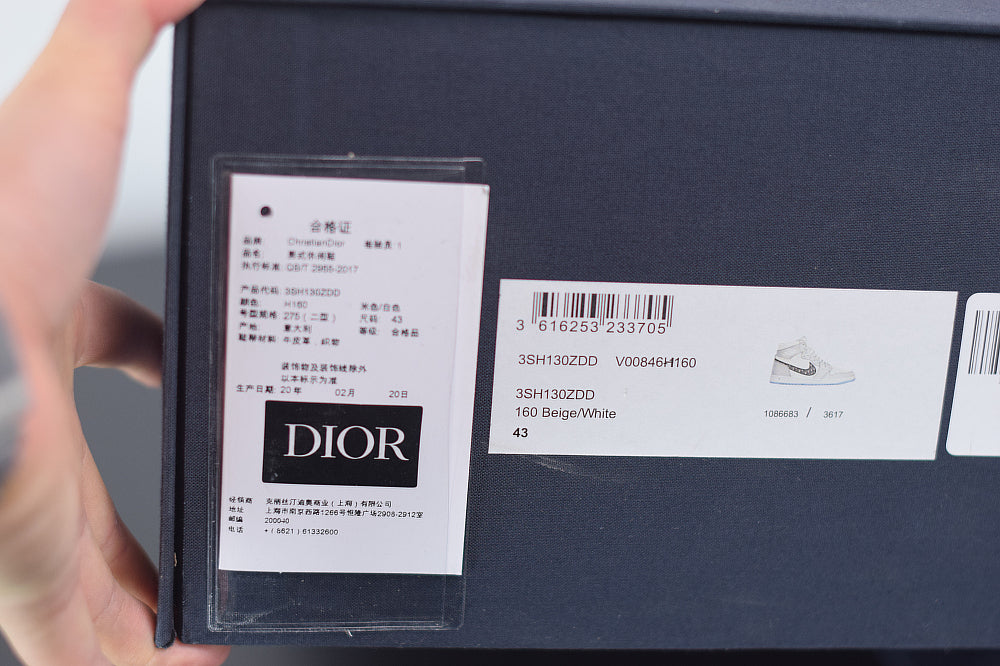 合格证
品牌 ChristianDior 检验员: 1
品名: 男式休闲鞋
执行标准: QB/T 2955-2017
产品代码: 3SH130ZDD
颜色: H160 米色/白色
号型规格: 275（二型） 尺码: 43
产地: 意大利 等级: 合格品
鞋帮材料: 牛皮革，织物
装饰物及装饰线除外
以本标示为准
生产日期: 20年 02月 20日
DIOR
经销商 克丽丝汀迪奥商业（上海）有限公司
地址 上海市南京西路1266号恒隆广场2908-2912室
邮编 200040
电话 +（8621）61332600
3 616253 233705
3SH130ZDD V00846H160
3SH130ZDD
160 Beige/White
43
1086683 / 3617